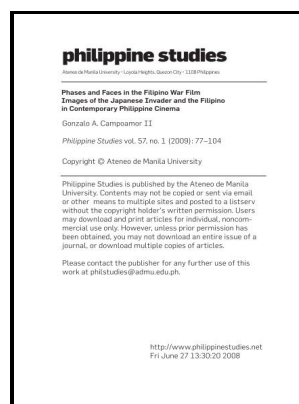 philippine studies
Ateneo de Manila University • Loyola Heights, Quezon City • 1108 Philippines
Phases and Faces in the Filipino War Film
Images of the Japanese Invader and the Filipino
in Contemporary Philippine Cinema
Gonzalo A. Campoamor II
Philippine Studies vol. 57, no. 1 (2009): 77–104
Copyright © Ateneo de Manila University
Philippine Studies is published by the Ateneo de Manila
University. Contents may not be copied or sent via email
or other means to multiple sites and posted to a listserv
without the copyright holder's written permission. Users
may download and print articles for individual, noncom-
mercial use only. However, unless prior permission has
been obtained, you may not download an entire issue of a
journal, or download multiple copies of articles.
Please contact the publisher for any further use of this
work at philstudies@admu.edu.ph.
http://www.philippinestudies.net
Fri June 27 13:30:20 2008